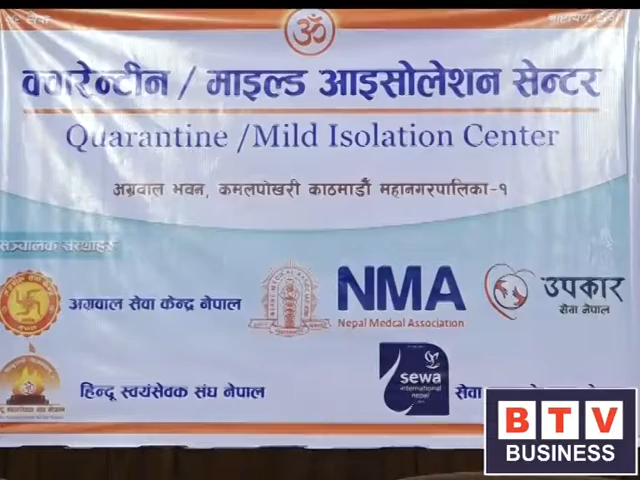 ॐ
क्वारेन्टीन / माइल्ड आइसोलेशन सेन्टर
Quarantine /Mild Isolation Center
अग्रवाल भवन, कमलपोखरी काठमाडौँ महानगरपालिका-१
सञ्चालक संस्थाहरु
अग्रवाल सेवा केन्द्र नेपाल
NMA
Nepal Medcal Association
उपकार
सेवा नेपाल
हिन्दू स्वयंसेवक संघ नेपाल
sewa
international
nepal
सेवा
BTV
BUSINESS